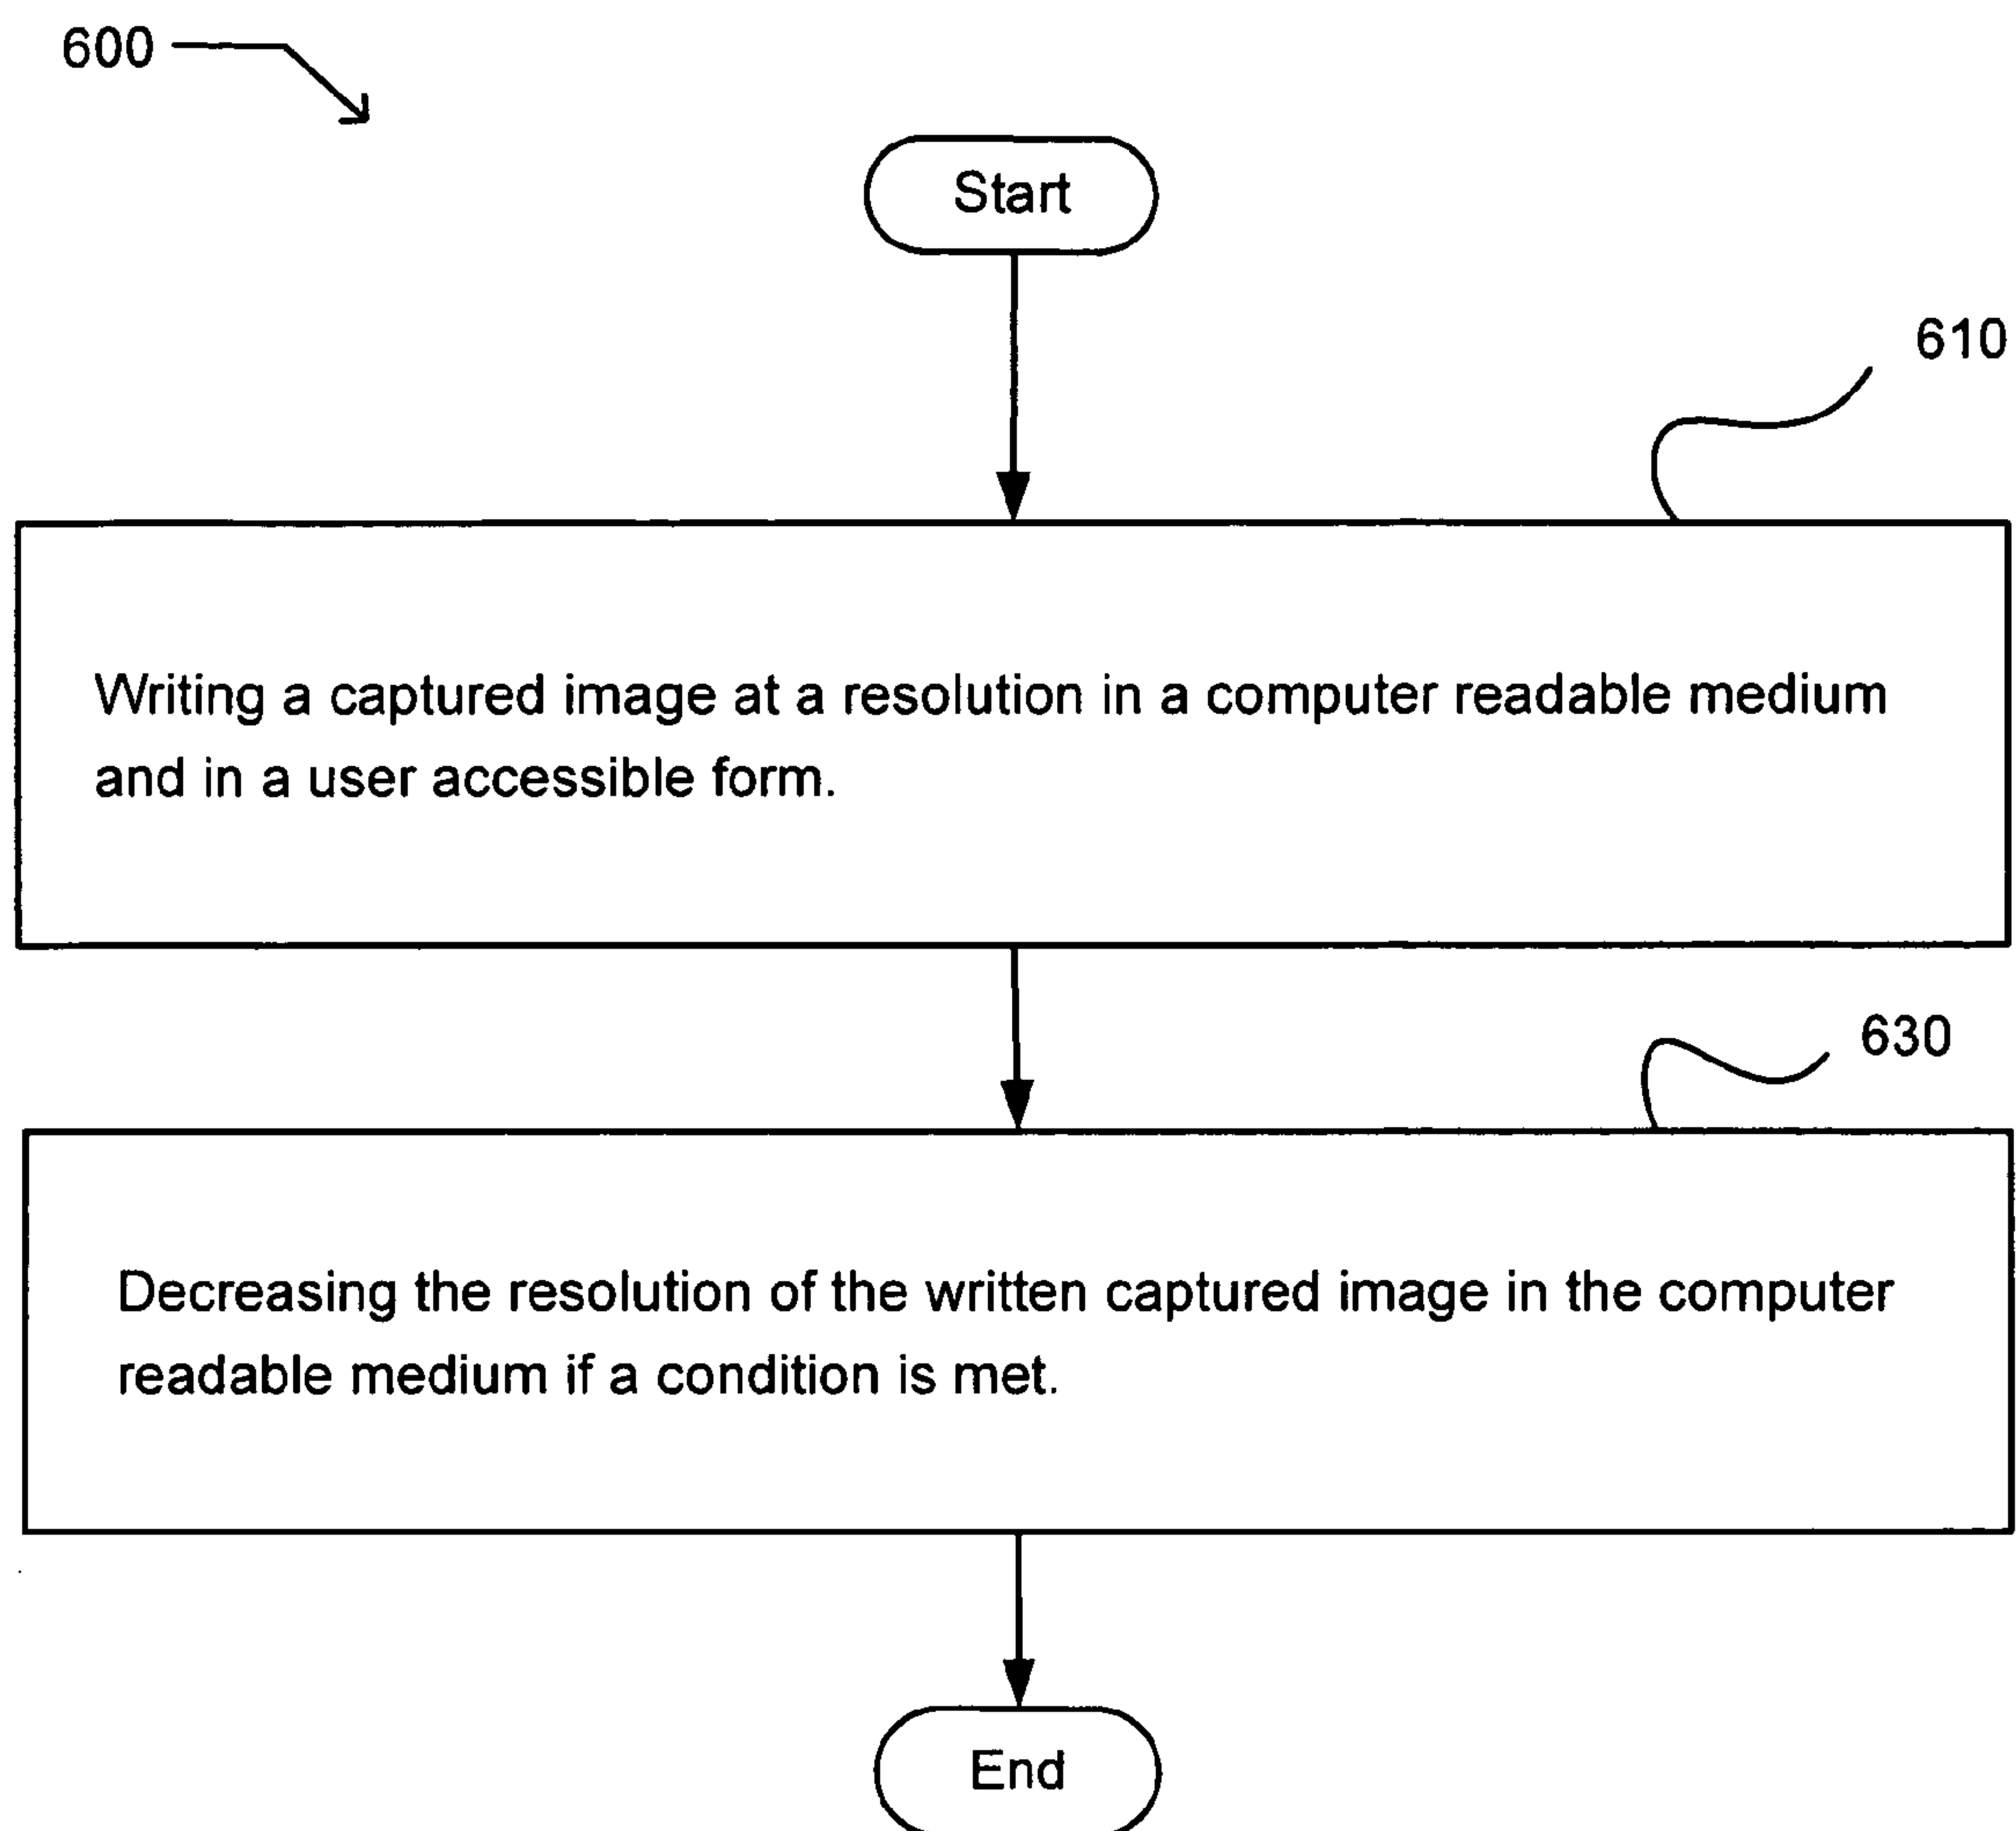 600
Start
610
Writing a captured image at a resolution in a computer readable medium
and in a user accessible form.
630
Decreasing the resolution of the written captured image in the computer
readable medium if a condition is met.
End